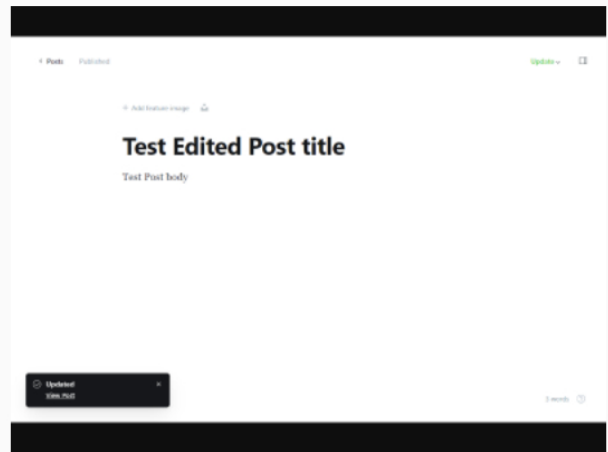 Posts Published
Update
+ Add feature image
Test Edited Post title
Test Post body
Updated
View Post
3 words